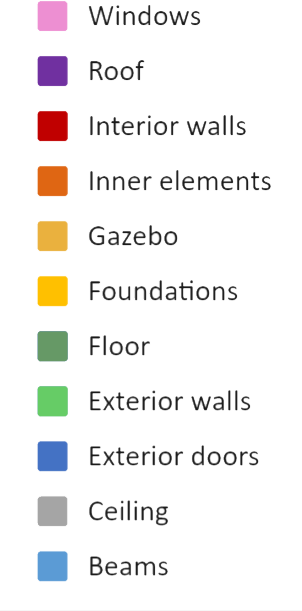 Windows
Roof
Interior walls
Inner elements
Gazebo
Foundations
Floor
Exterior walls
Exterior doors
Ceiling
Beams